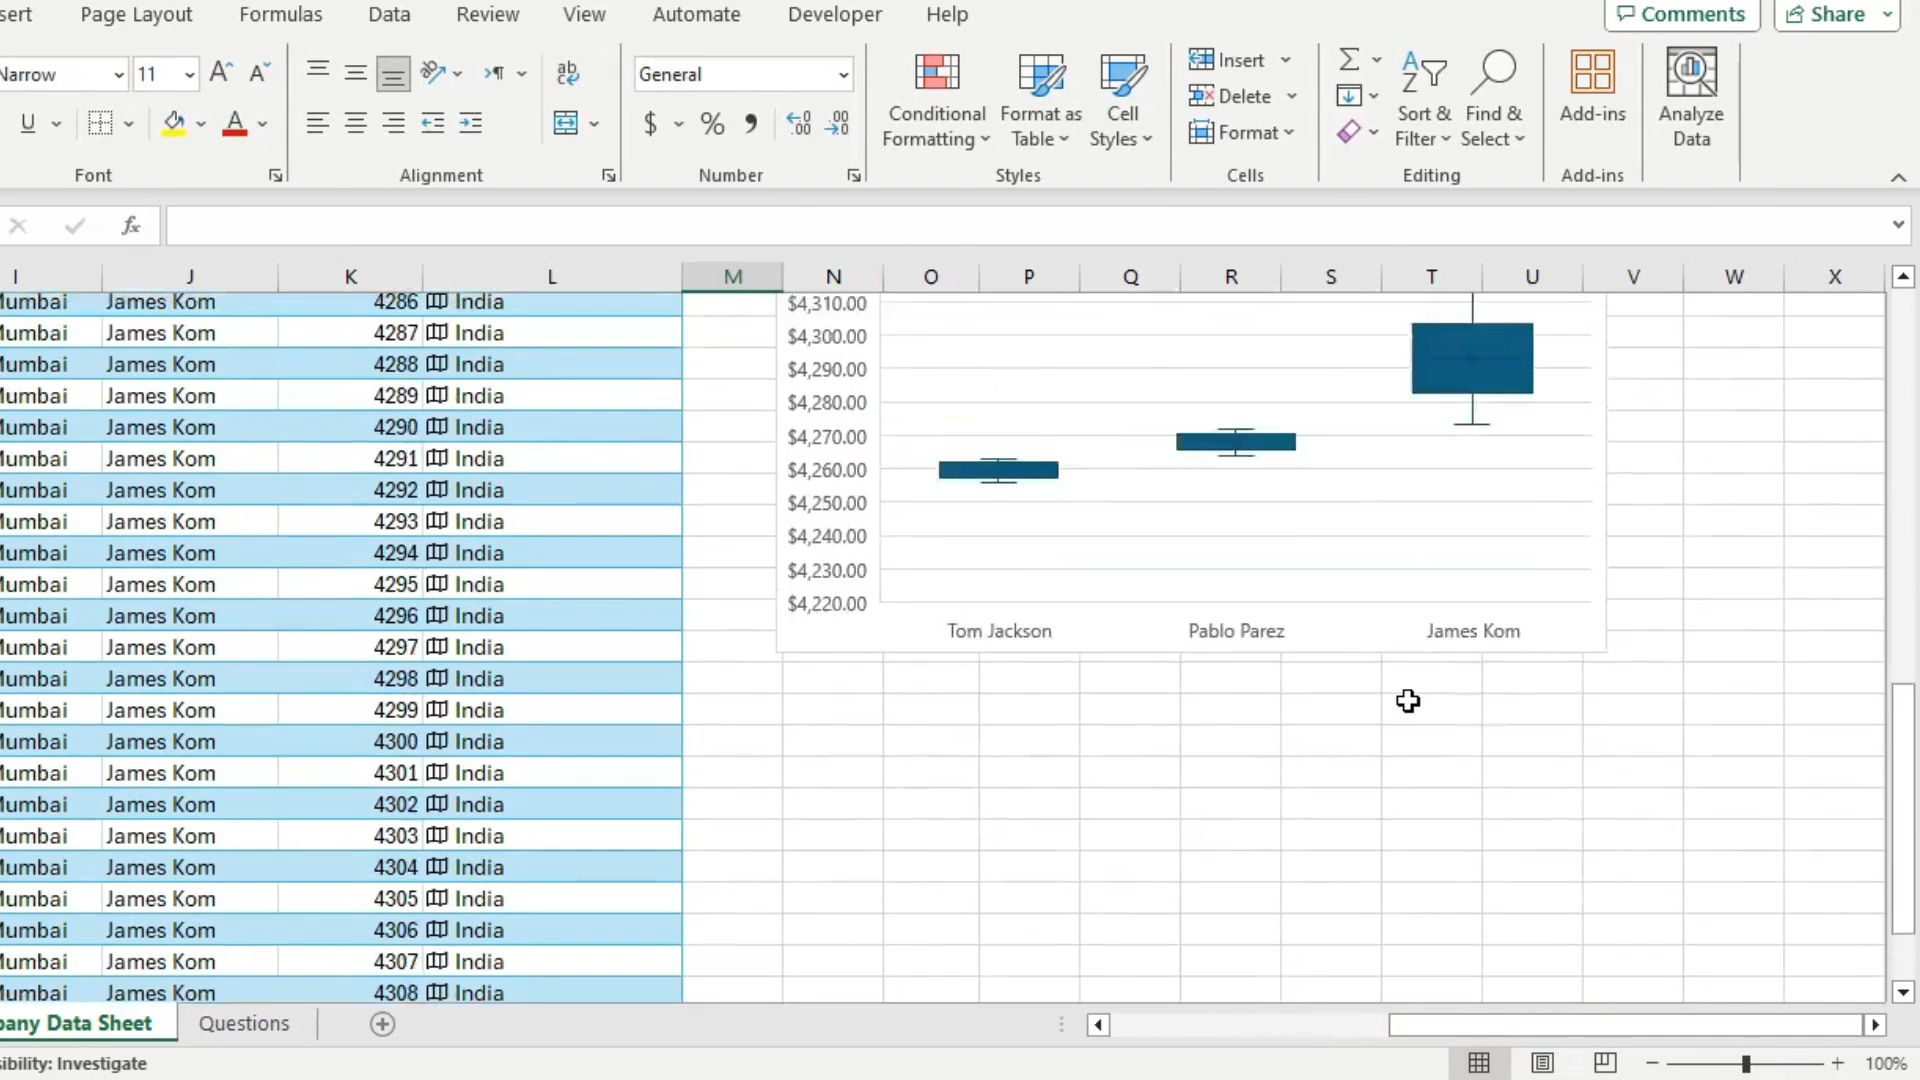 sert Page Layout Formulas Data Review View Automate Developer Help Comments Share
Narrow 11 General Conditional Formatting Format as Table Cell Styles Insert Delete Format Sort & Filter Find & Select Add-ins Analyze Data
Font Alignment Number Styles Cells Editing Add-ins
fx
I J K L M N O P Q R S T U V W X
Mumbai James Kom 4286 India
Mumbai James Kom 4287 India
Mumbai James Kom 4288 India
Mumbai James Kom 4289 India
Mumbai James Kom 4290 India
Mumbai James Kom 4291 India
Mumbai James Kom 4292 India
Mumbai James Kom 4293 India
Mumbai James Kom 4294 India
Mumbai James Kom 4295 India
Mumbai James Kom 4296 India
Mumbai James Kom 4297 India
Mumbai James Kom 4298 India
Mumbai James Kom 4299 India
Mumbai James Kom 4300 India
Mumbai James Kom 4301 India
Mumbai James Kom 4302 India
Mumbai James Kom 4303 India
Mumbai James Kom 4304 India
Mumbai James Kom 4305 India
Mumbai James Kom 4306 India
Mumbai James Kom 4307 India
Mumbai James Kom 4308 India
$4,310.00
$4,300.00
$4,290.00
$4,280.00
$4,270.00
$4,260.00
$4,250.00
$4,240.00
$4,230.00
$4,220.00
Tom Jackson Pablo Parez James Kom
pany Data Sheet Questions
sibility: Investigate 100%